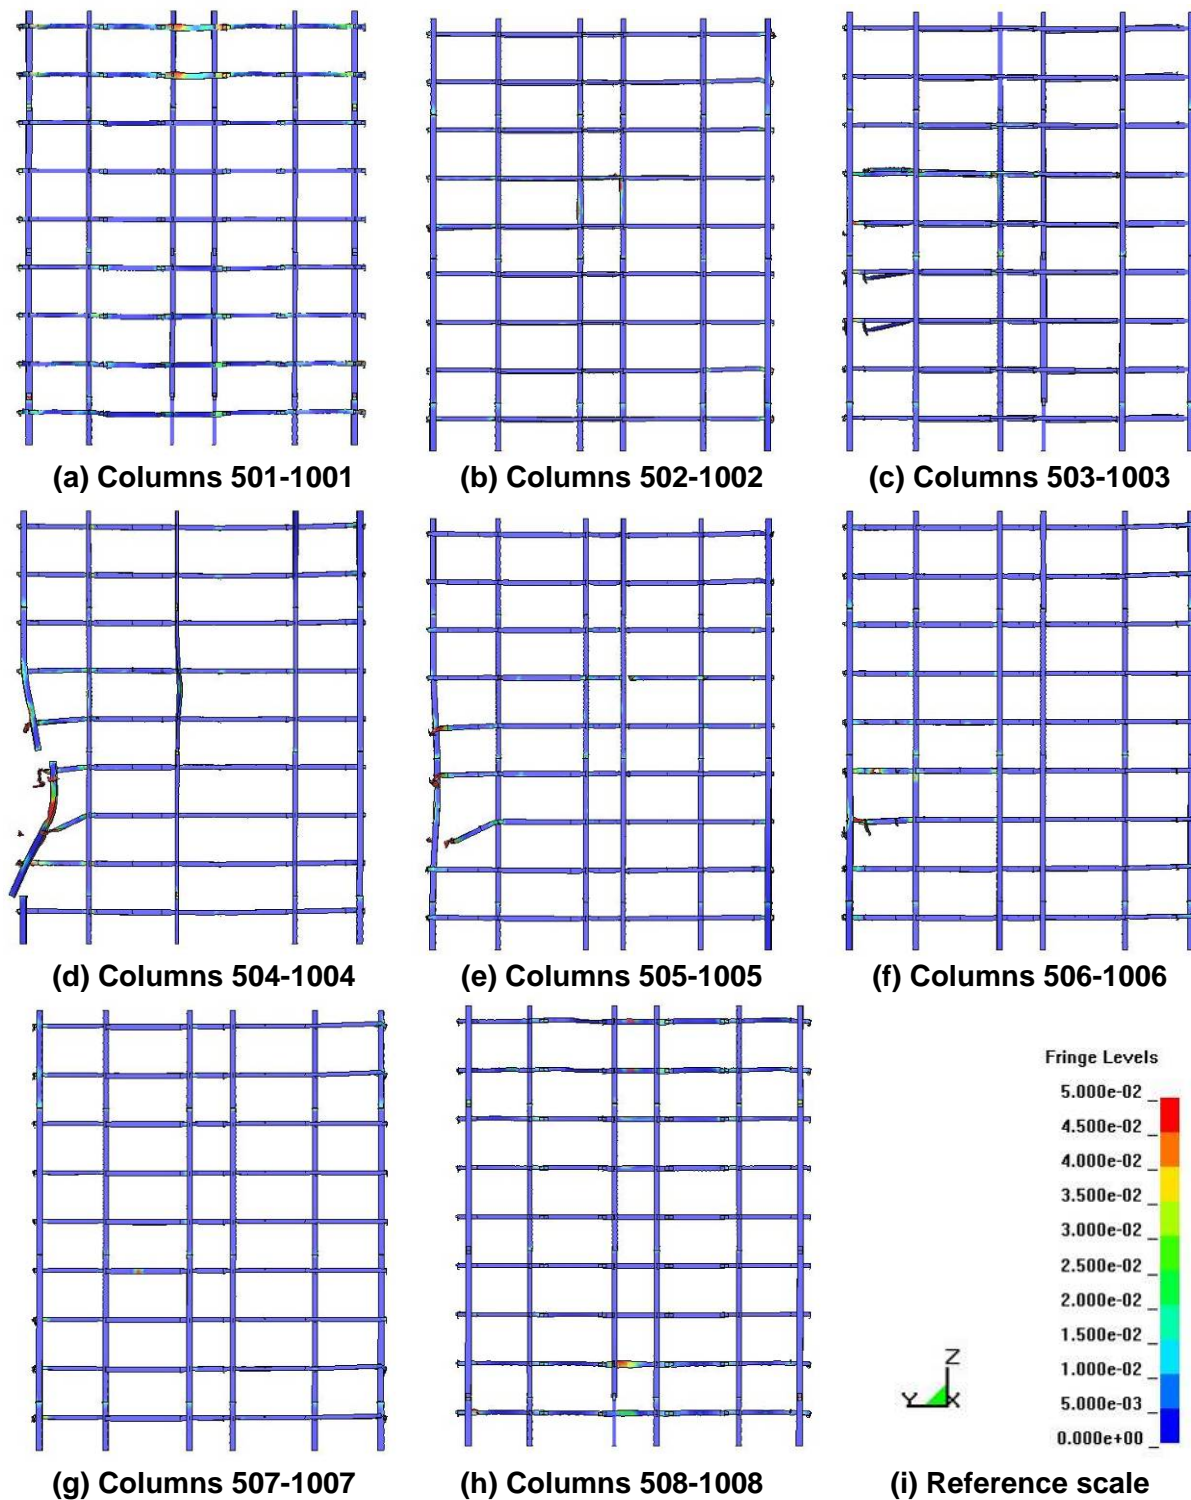 (a) Columns 501-1001
(b) Columns 502-1002
(c) Columns 503-1003
(d) Columns 504-1004
(e) Columns 505-1005
(f) Columns 506-1006
Fringe Levels
5.000e-02
4.500e-02
4.000e-02
3.500e-02
3.000e-02
2.500e-02
2.000e-02
1.500e-02
1.000e-02
5.000e-03
0.000e+00
Z
Y X
(g) Columns 507-1007
(h) Columns 508-1008
(i) Reference scale